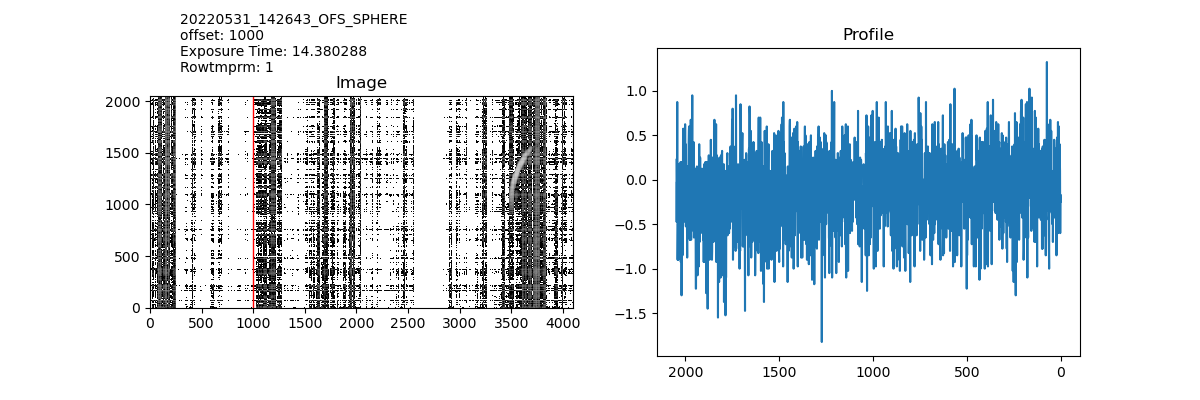 20220531_142643_OFS_SPHERE
offset: 1000
Exposure Time: 14.380288
Rowtmprm: 1
Image
2000
1500
1000
500
0
0 500 1000 1500 2000 2500 3000 3500 4000
Profile
1.0
0.5
0.0
−0.5
−1.0
−1.5
2000 1500 1000 500 0